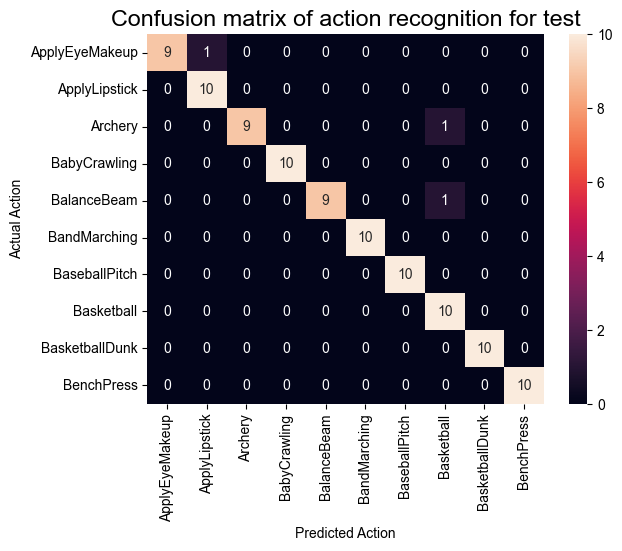 Confusion matrix of action recognition for test
ApplyEyeMakeup 9 1 0 0 0 0 0 0 0 0
ApplyLipstick 0 10 0 0 0 0 0 0 0 0
Archery 0 0 9 0 0 0 0 1 0 0
BabyCrawling 0 0 0 10 0 0 0 0 0 0
BalanceBeam 0 0 0 0 9 0 0 1 0 0
BandMarching 0 0 0 0 0 10 0 0 0 0
BaseballPitch 0 0 0 0 0 0 10 0 0 0
Basketball 0 0 0 0 0 0 0 10 0 0
BasketballDunk 0 0 0 0 0 0 0 0 10 0
BenchPress 0 0 0 0 0 0 0 0 0 10
Actual Action
ApplyEyeMakeup
ApplyLipstick
Archery
BabyCrawling
BalanceBeam
BandMarching
BaseballPitch
Basketball
BasketballDunk
BenchPress
Predicted Action
10
8
6
4
2
0